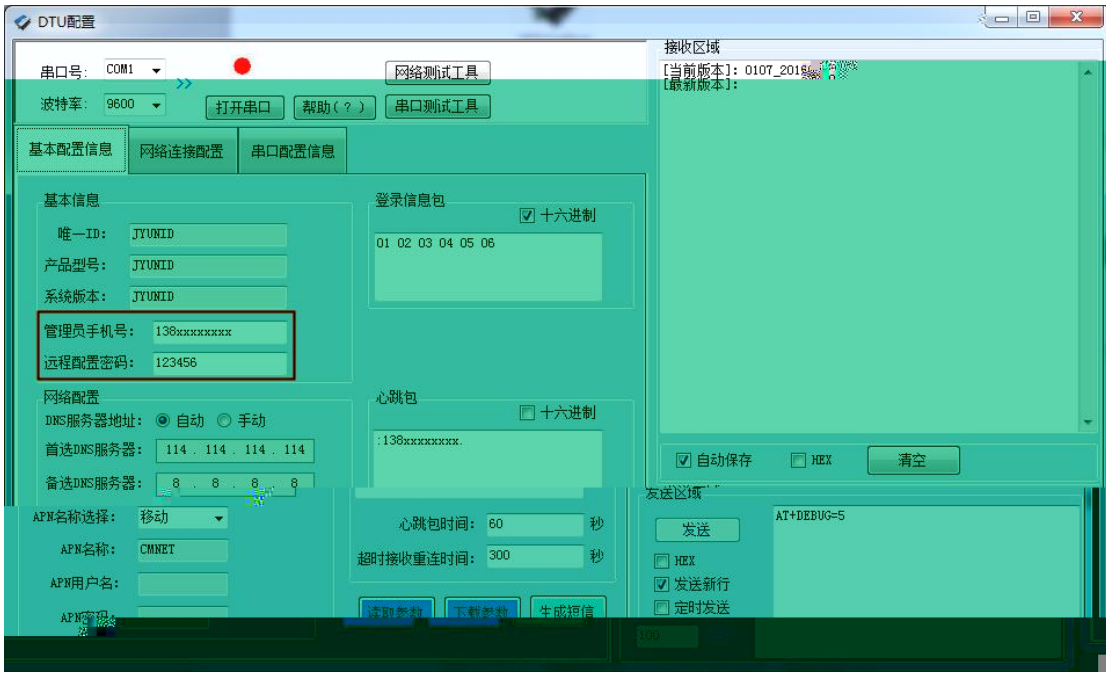 DTU配置
串口号: COM1
>>
网络测试工具
波特率: 9600
打开串口
帮助(?)
串口测试工具
基本配置信息
网络连接配置
串口配置信息
基本信息
唯一ID: JYUNID
产品型号: JYUNID
系统版本: JYUNID
管理员手机号: 138xxxxxxxx
远程配置密码: 123456
网络配置
DNS服务器地址: 自动 手动
首选DNS服务器: 114 . 114 . 114 . 114
备选DNS服务器: 8 . 8 . 8 . 8
APN名称选择: 移动
APN名称: CMNET
APN用户名:
APN密码:
登录信息包
十六进制
01 02 03 04 05 06
心跳包
十六进制
:138xxxxxxxx.
心跳包时间: 60 秒
超时接收重连时间: 300 秒
读取参数
下载参数
生成短信
接收区域
[当前版本]: 0107_201
[最新版本]:
自动保存
HEX
清空
发送区域
发送
AT+DEBUG=5
HEX
发送新行
定时发送
100